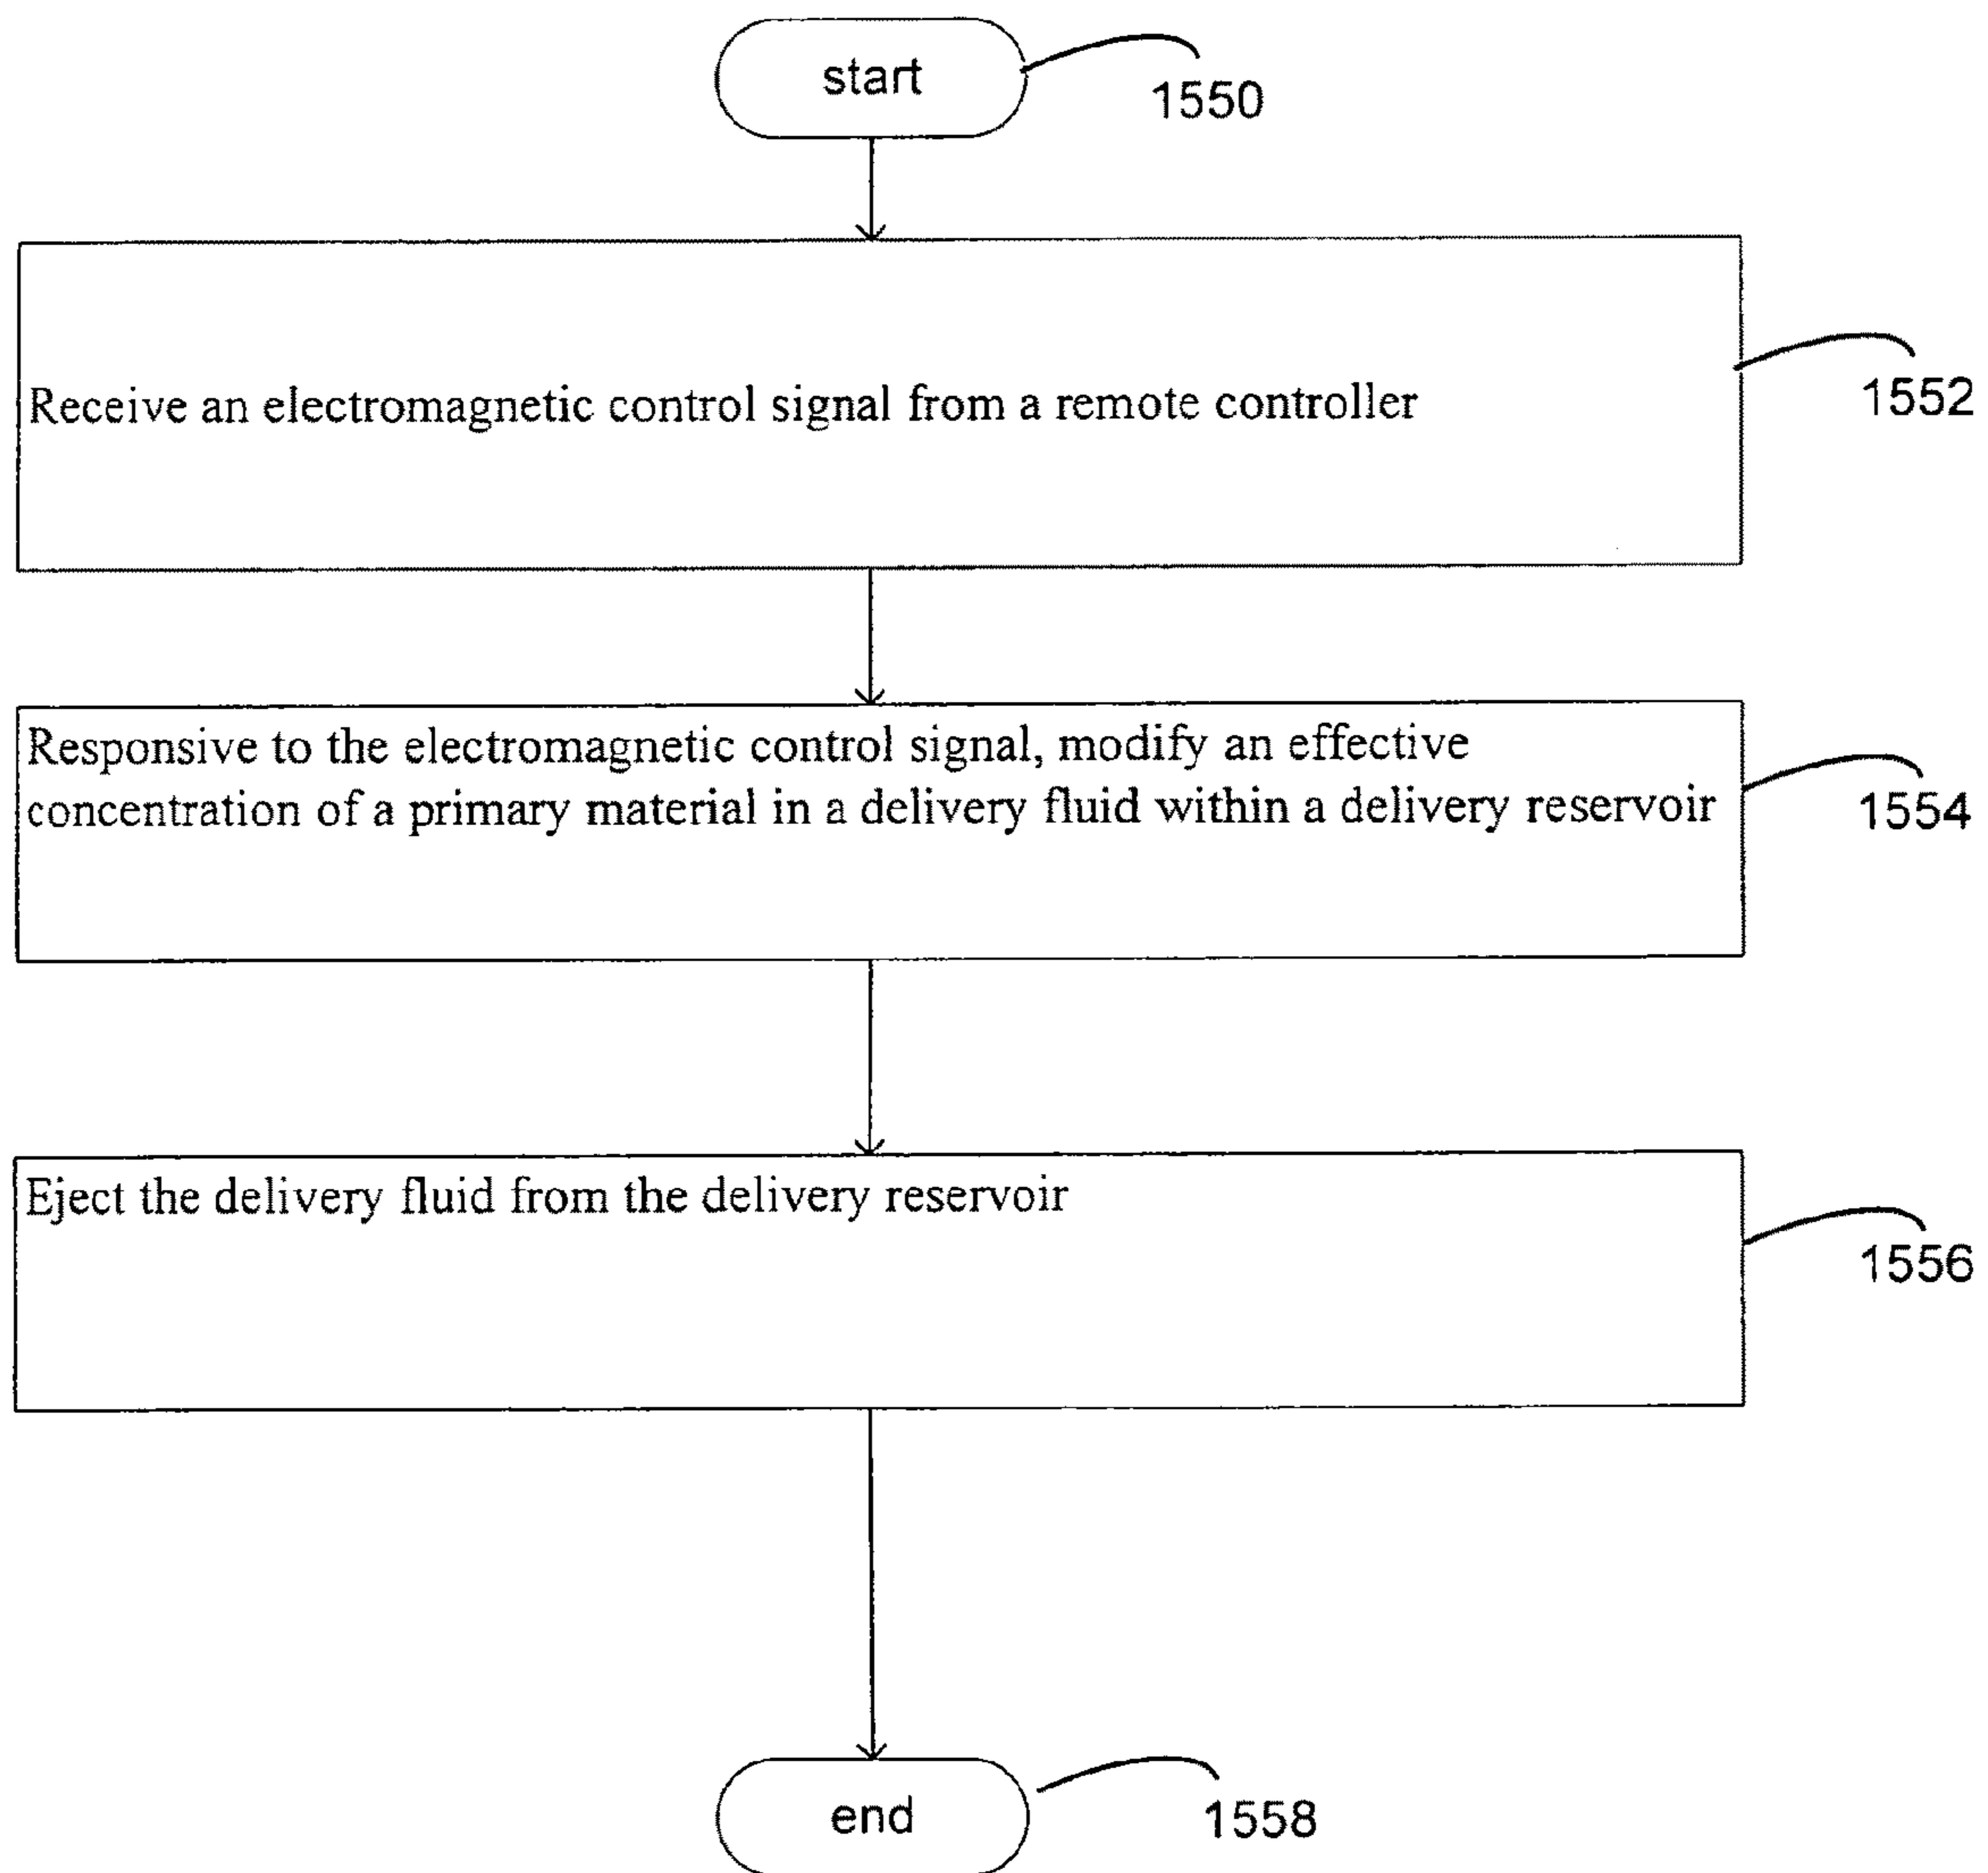 start
1550
Receive an electromagnetic control signal from a remote controller
1552
Responsive to the electromagnetic control signal, modify an effective
concentration of a primary material in a delivery fluid within a delivery reservoir
1554
Eject the delivery fluid from the delivery reservoir
1556
end
1558